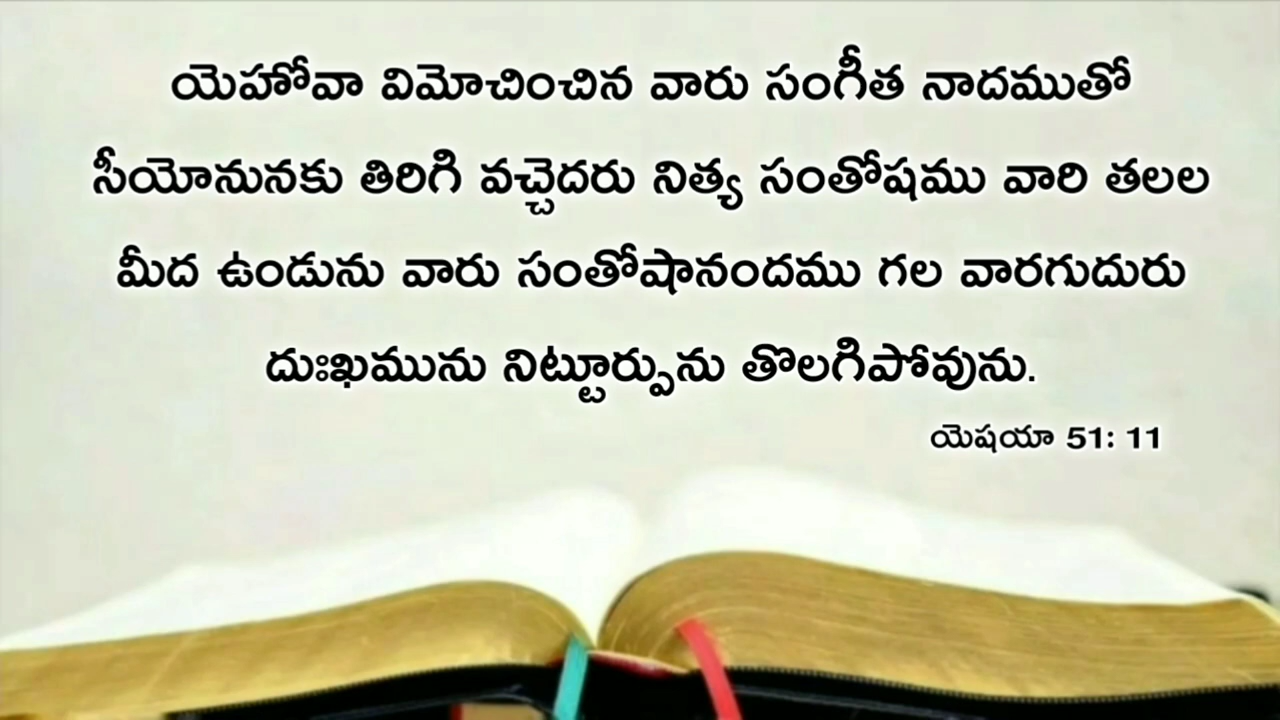 యెహోవా విమోచించిన వారు సంగీత నాదముతో
సీయోనునకు తిరిగి వచ్చెదరు నిత్య సంతోషము వారి తలల
మీద ఉండును వారు సంతోషానందము గల వారగుదురు
దుఃఖమును నిట్టూర్పును తొలగిపోవును.
యెషయా 51: 11